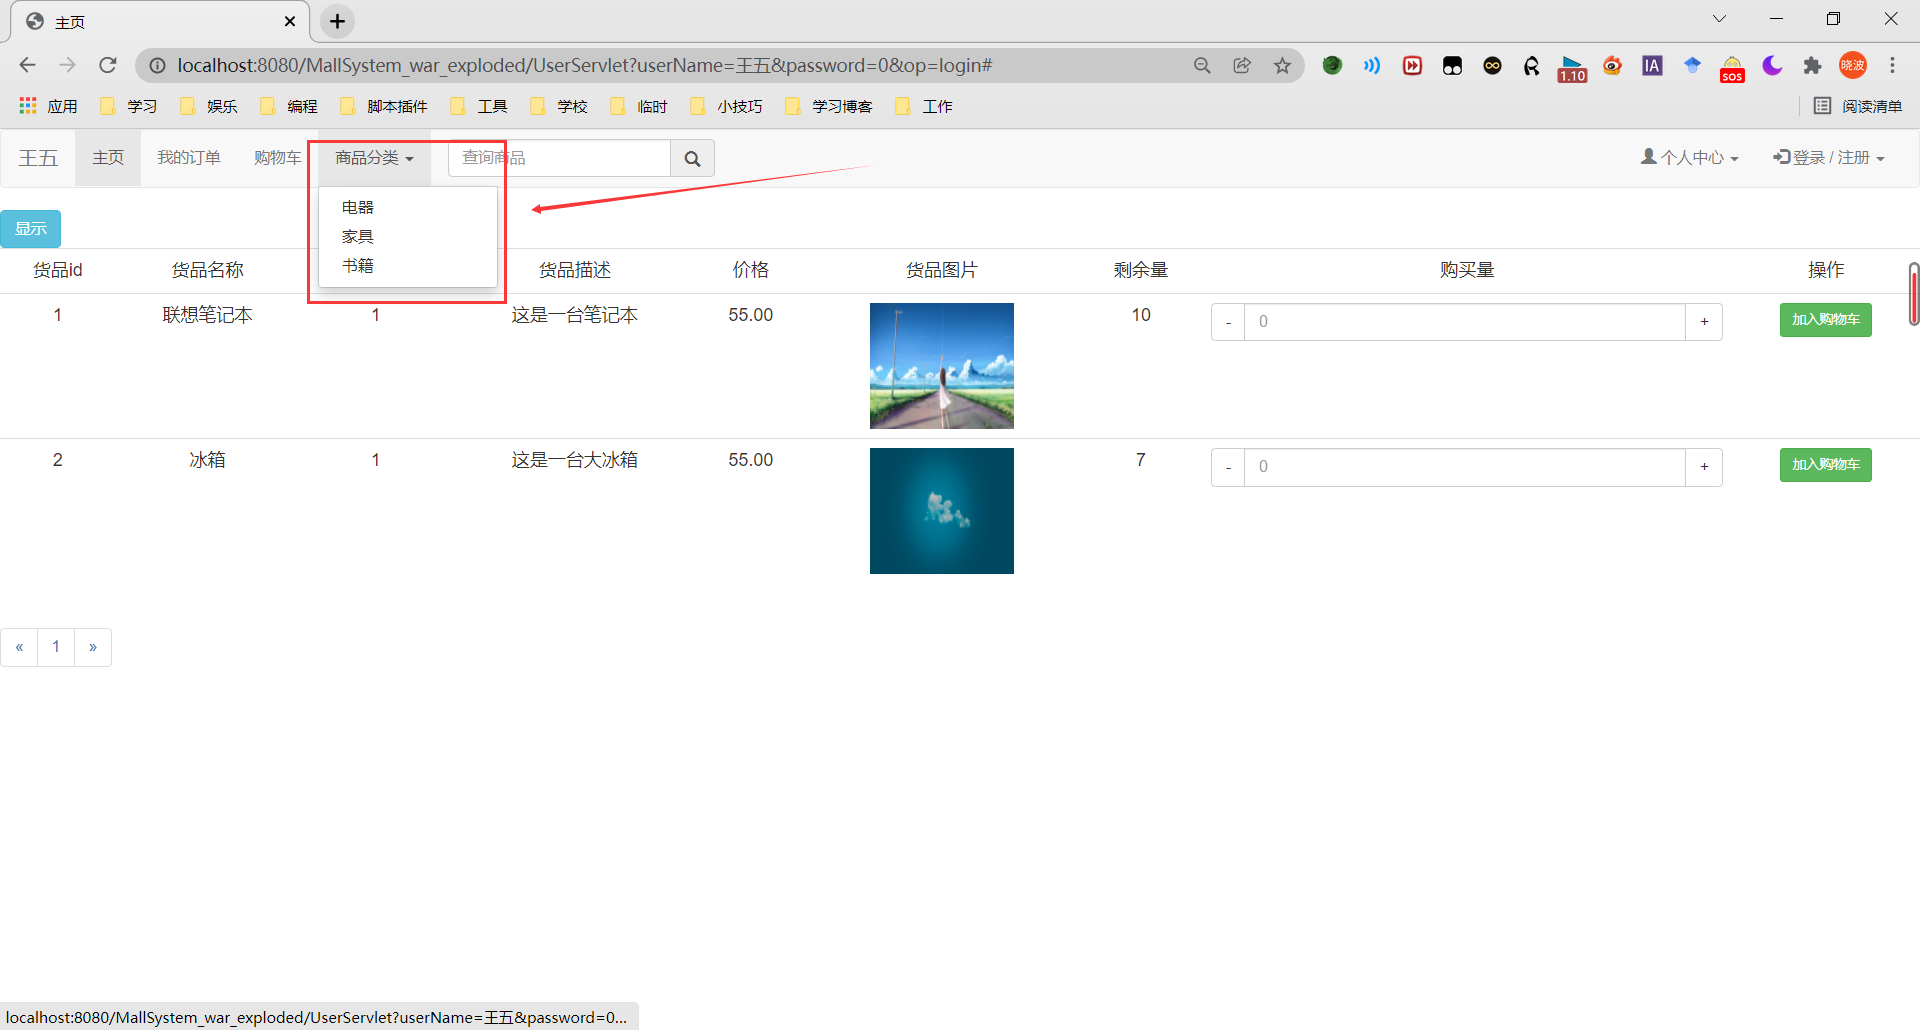 主页
localhost:8080/MallSystem_war_exploded/UserServlet?userName=王五&password=0&op=login#
1.10 IA SOS 晓波
应用 学习 娱乐 编程 脚本插件 工具 学校 临时 小技巧 学习博客 工作 阅读清单
王五 主页 我的订单 购物车 商品分类 查询商品 个人中心 登录 / 注册
电器
家具
书籍
显示
货品id 货品名称 货品描述 价格 货品图片 剩余量 购买量 操作
1 联想笔记本 1 这是一台笔记本 55.00 10 - 0 + 加入购物车
2 冰箱 1 这是一台大冰箱 55.00 7 - 0 + 加入购物车
« 1 »
localhost:8080/MallSystem_war_exploded/UserServlet?userName=王五&password=0...